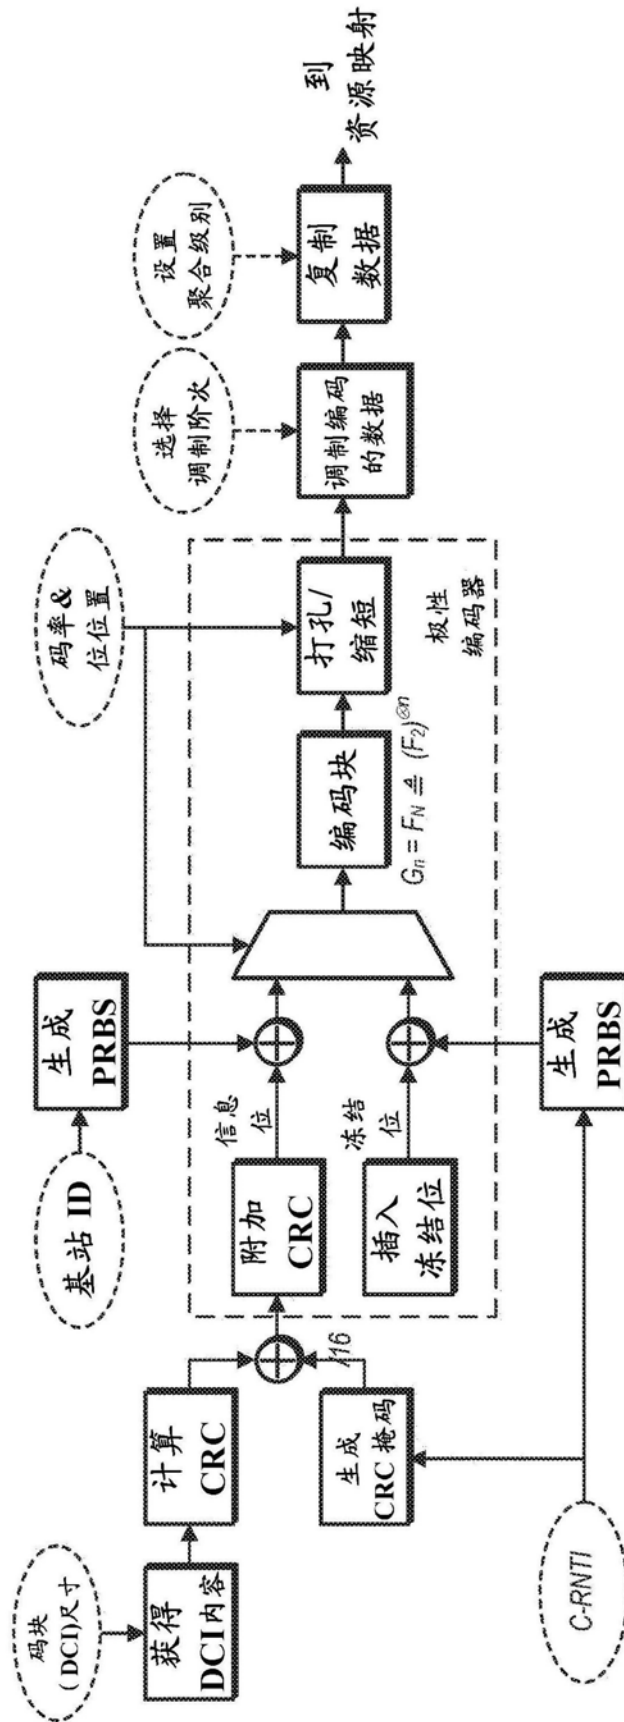 码块
(DCI)尺寸
获得
DCI 内容
计算
CRC
生成
CRC 掩码
C-RNTI
16
基站 ID
生成
PRBS
附加
CRC
信息
位
插入
冻结位
冻结
位
生成
PRBS
码率&
位位置
编码块
Gn = FN ≜ (F2)⊗n
打孔/
缩短
极性
编码器
选择
调制阶次
调制编码
的数据
设置
聚合级别
复制
数据
到
资源映射